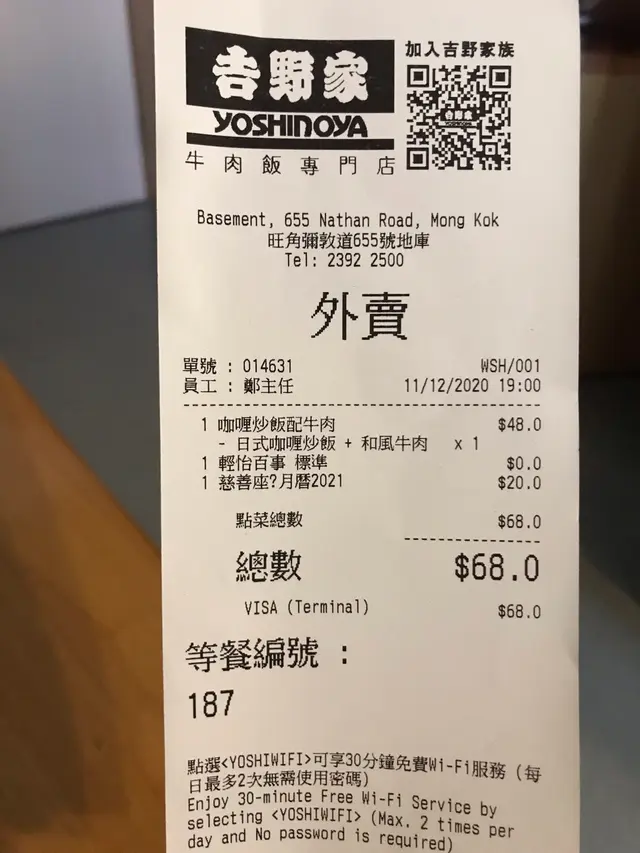 吉野家
YOSHINOYA
牛肉飯專門店
加入吉野家族
吉野家
Basement, 655 Nathan Road, Mong Kok
旺角彌敦道655號地庫
Tel: 2392 2500
外賣
單號 : 014631 WSH/001
員工 : 鄭主任 11/12/2020 19:00
1 咖喱炒飯配牛肉 $48.0
- 日式咖喱炒飯 + 和風牛肉 x 1
1 輕怡百事 標準 $0.0
1 慈善座?月曆2021 $20.0
點菜總數 $68.0
總數 $68.0
VISA (Terminal) $68.0
等餐編號 :
187
點選<YOSHIWIFI>可享30分鐘免費Wi-Fi服務 (每
日最多2次無需使用密碼)
Enjoy 30-minute Free Wi-Fi Service by
selecting <YOSHIWIFI> (Max. 2 times per
day and No password is required)